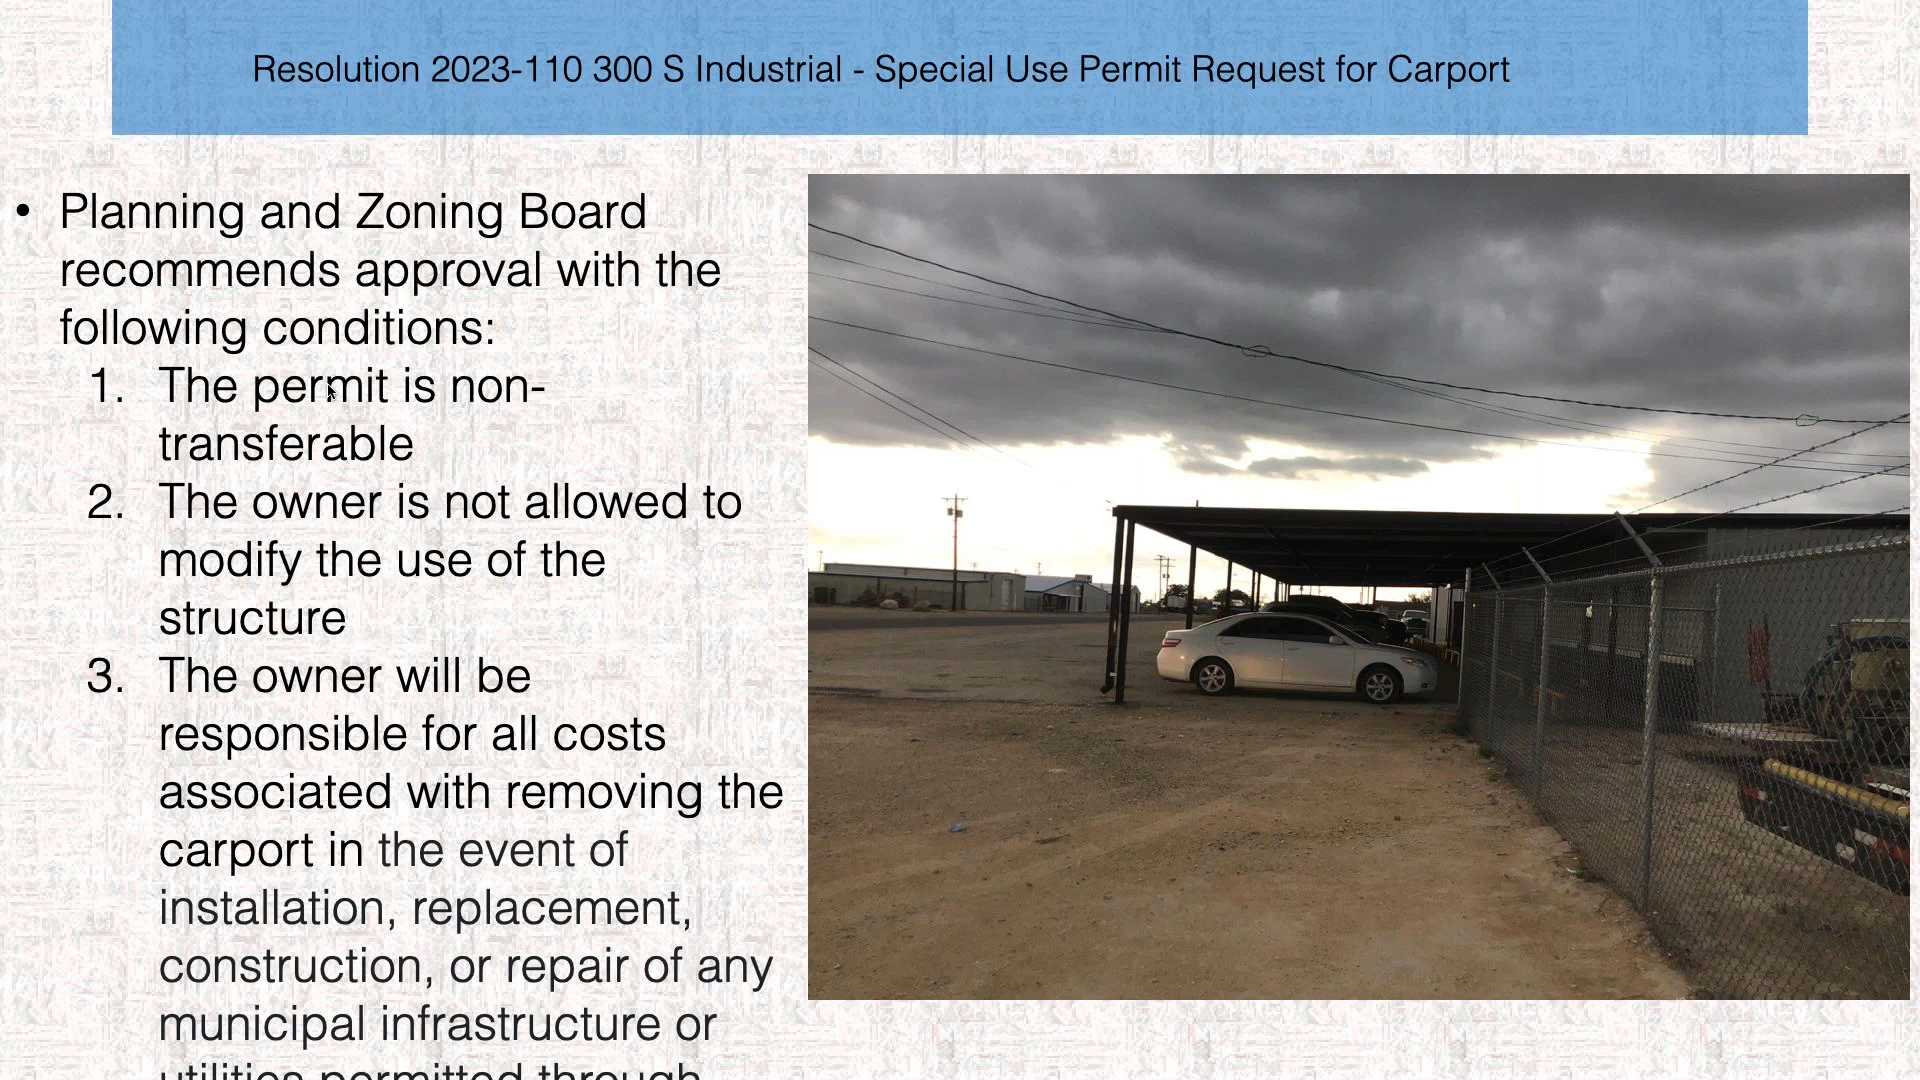 Resolution 2023-110 300 S Industrial - Special Use Permit Request for Carport
• Planning and Zoning Board
recommends approval with the
following conditions:
1. The permit is non-
transferable
2. The owner is not allowed to
modify the use of the
structure
3. The owner will be
responsible for all costs
associated with removing the
carport in the event of
installation, replacement,
construction, or repair of any
municipal infrastructure or
utilities permitted through